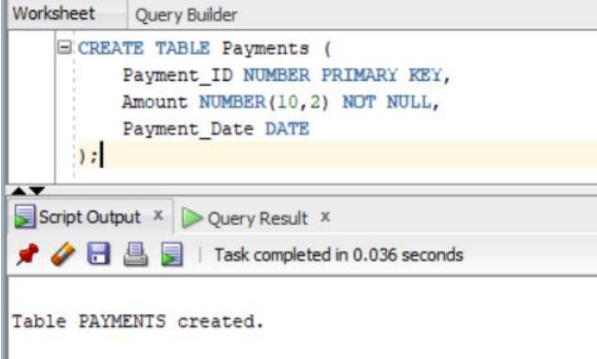 Worksheet Query Builder
CREATE TABLE Payments (
Payment_ID NUMBER PRIMARY KEY,
Amount NUMBER(10,2) NOT NULL,
Payment_Date DATE
);
Script Output x Query Result x
Task completed in 0.036 seconds
Table PAYMENTS created.